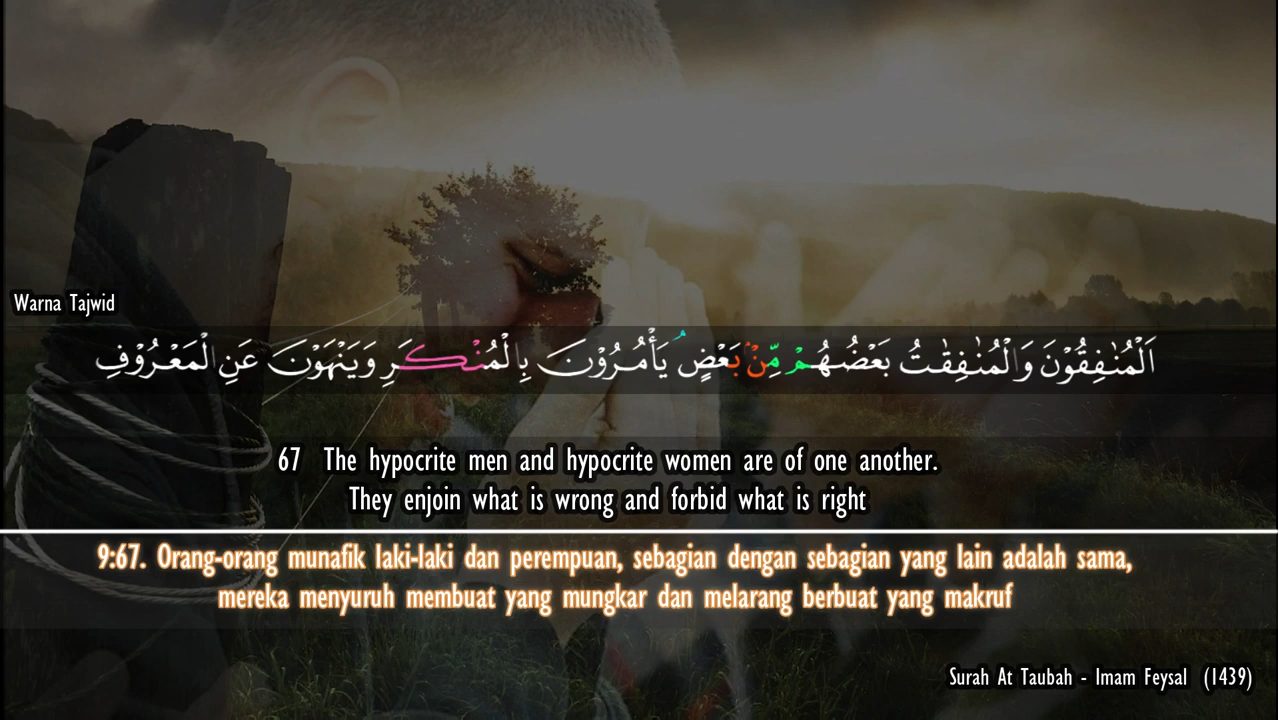 Warna Tajwid
اَلْمُنٰفِقُوْنَ وَالْمُنٰفِقٰتُ بَعْضُهُمْ مِّنْۢ بَعْضٍۘ يَأْمُرُوْنَ بِالْمُنْكَرِ وَيَنْهَوْنَ عَنِ الْمَعْرُوْفِ
67 The hypocrite men and hypocrite women are of one another.
They enjoin what is wrong and forbid what is right
9:67. Orang-orang munafik laki-laki dan perempuan, sebagian dengan sebagian yang lain adalah sama,
mereka menyuruh membuat yang mungkar dan melarang berbuat yang makruf
Surah At Taubah - Imam Feysal (1439)